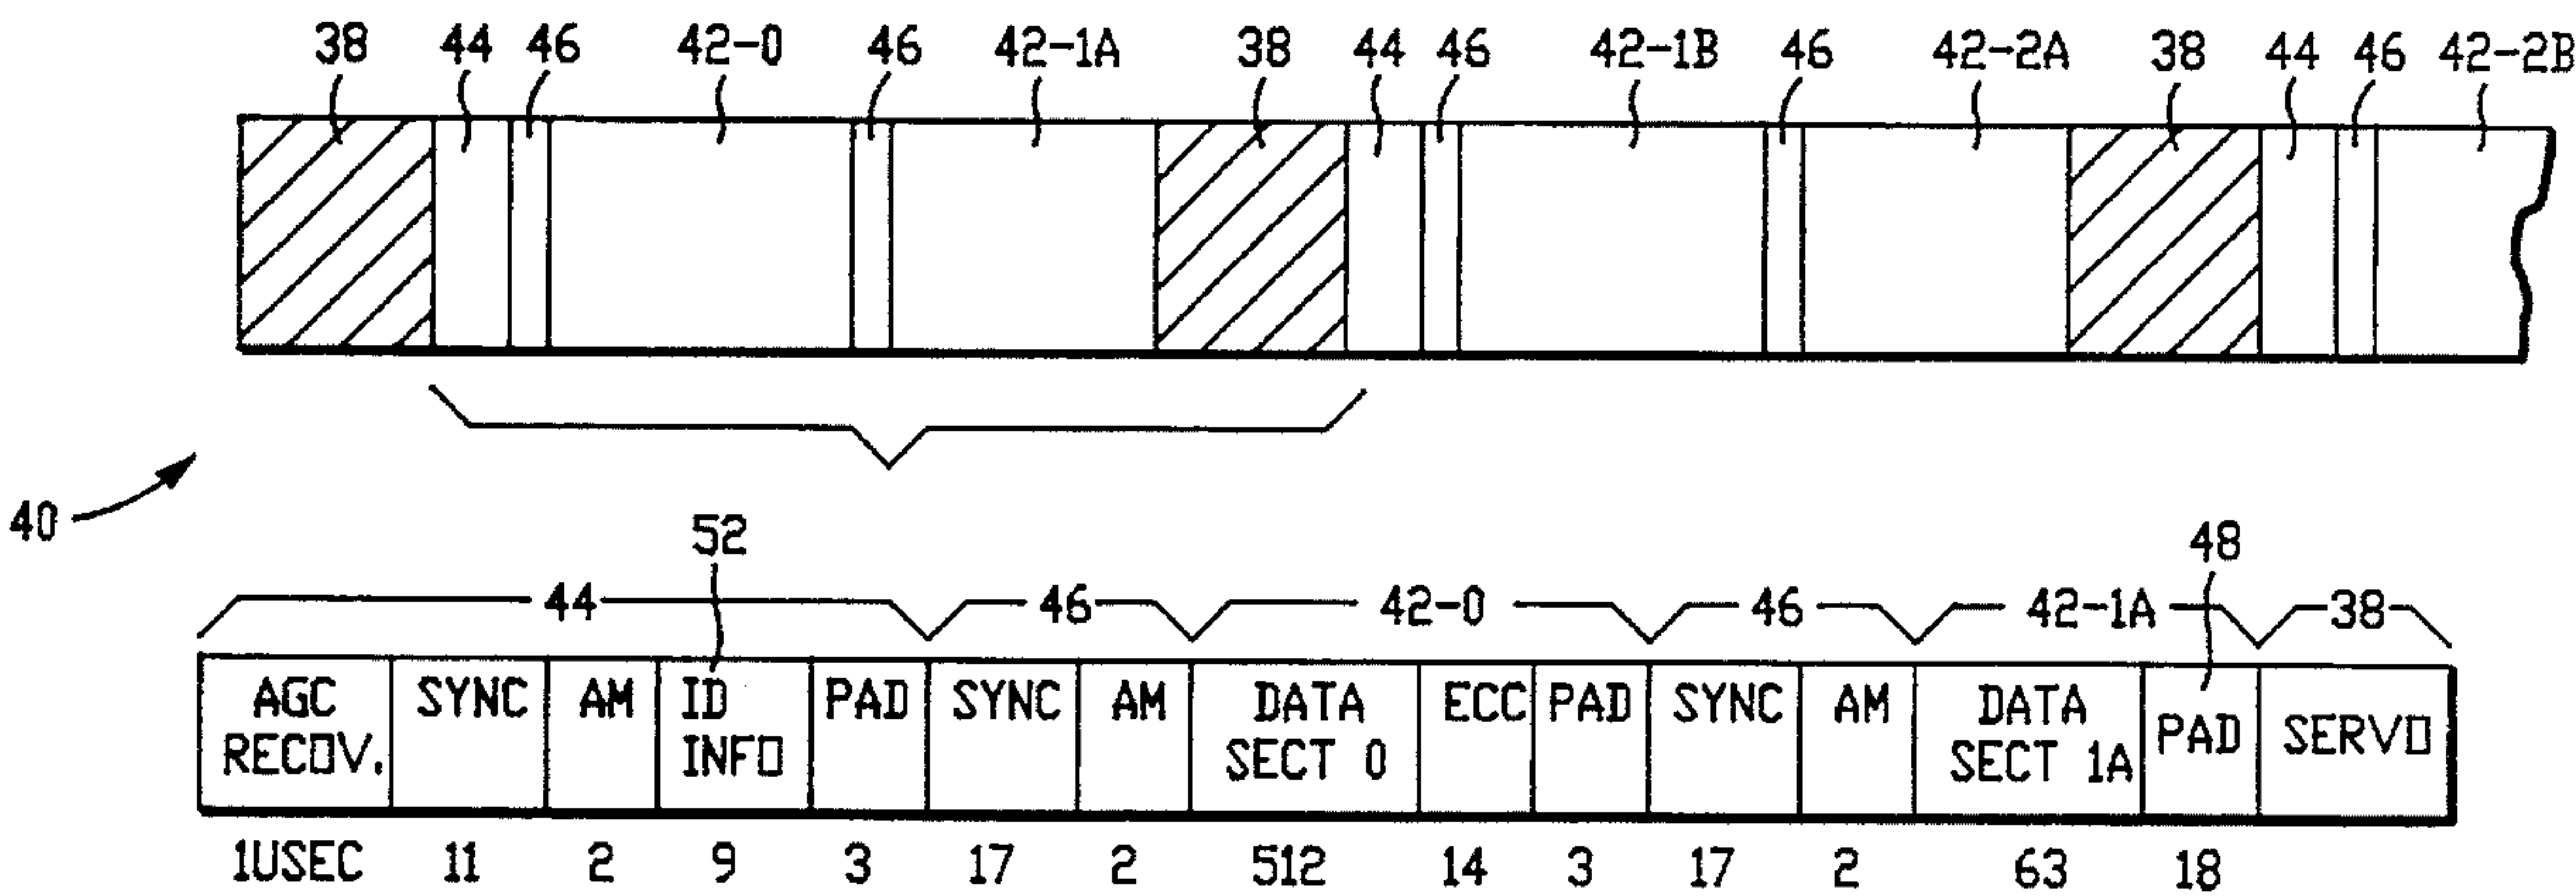 38 44 46 42-0 46 42-1A 38 44 46 42-1B 46 42-2A 38 44 46 42-2B
40
52 48
44 46 42-0 46 42-1A 38
AGC SYNC AM ID PAD SYNC AM DATA ECC PAD SYNC AM DATA PAD SERVO
RECOV. INFO SECT 0 SECT 1A
1USEC 11 2 9 3 17 2 512 14 3 17 2 63 18